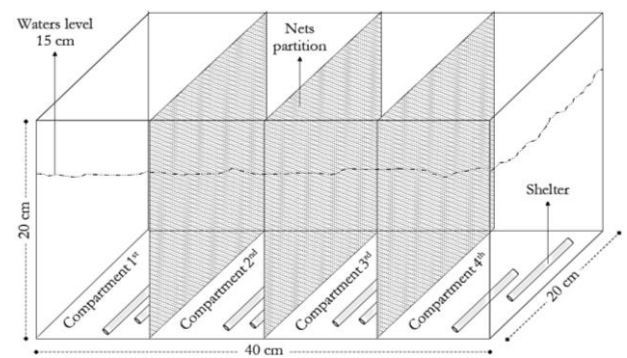 Waters level
15 cm
Nets
partition
Shelter
20 cm
Compartment 1st
Compartment 2nd
Compartment 3rd
Compartment 4th
20 cm
40 cm